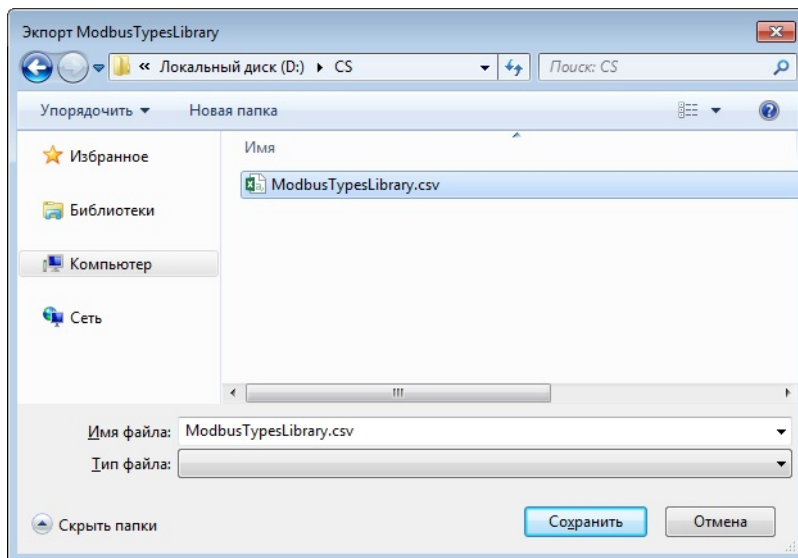 Экспорт ModbusTypesLibrary
« Локальный диск (D:) CS
Поиск: CS
Упорядочить Новая папка
Имя
Избранное
ModbusTypesLibrary.csv
Библиотеки
Компьютер
Сеть
Имя файла: ModbusTypesLibrary.csv
Тип файла:
Скрыть папки
Сохранить Отмена